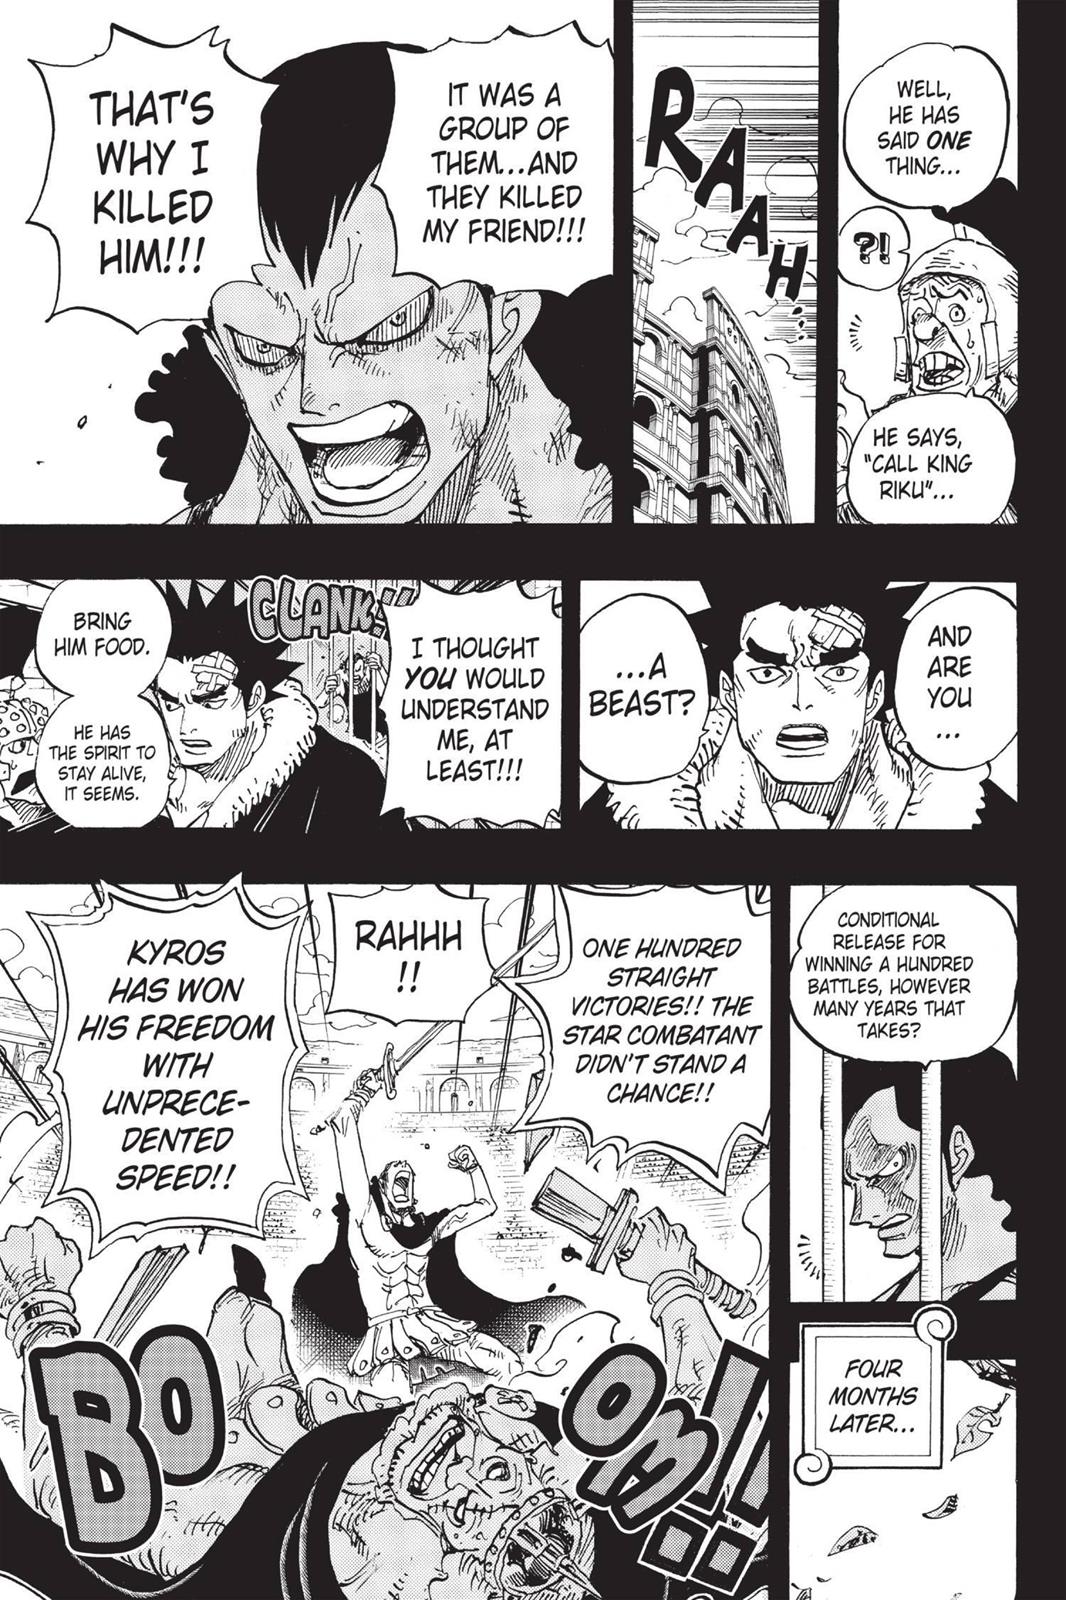 WELL,
HE HAS
SAID ONE
THING...
?!
HE SAYS,
"CALL KING
RIKU"...
RAAH...
IT WAS A
GROUP OF
THEM...AND
THEY KILLED
MY FRIEND!!!
THAT'S
WHY I
KILLED
HIM!!!
AND
ARE
YOU
...
...A
BEAST?
I THOUGHT
YOU WOULD
UNDERSTAND
ME, AT
LEAST!!!
CLANK!!
BRING
HIM FOOD.
HE HAS
THE SPIRIT TO
STAY ALIVE,
IT SEEMS.
CONDITIONAL
RELEASE FOR
WINNING A HUNDRED
BATTLES, HOWEVER
MANY YEARS THAT
TAKES?
FOUR
MONTHS
LATER...
ONE HUNDRED
STRAIGHT
VICTORIES!! THE
STAR COMBATANT
DIDN'T STAND A
CHANCE!!
RAHHH
!!
KYROS
HAS WON
HIS FREEDOM
WITH
UNPRECE-
DENTED
SPEED!!
BOOM!!